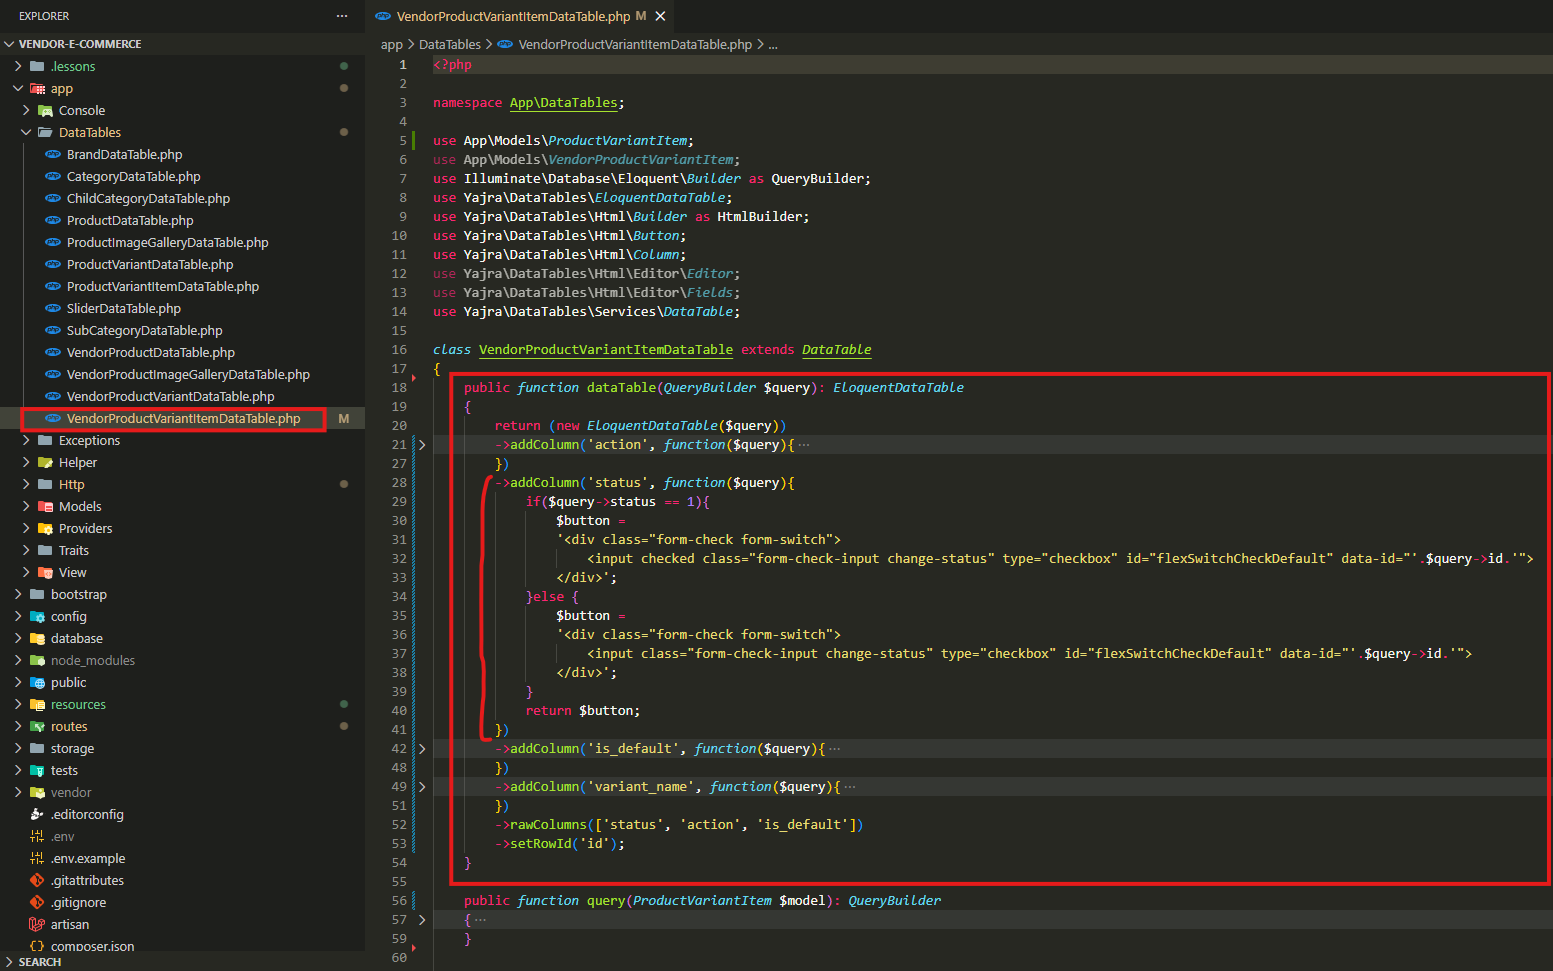 EXPLORER
VENDOR-E-COMMERCE
.lessons
app
Console
DataTables
BrandDataTable.php
CategoryDataTable.php
ChildCategoryDataTable.php
ProductDataTable.php
ProductImageGalleryDataTable.php
ProductVariantDataTable.php
ProductVariantItemDataTable.php
SliderDataTable.php
SubCategoryDataTable.php
VendorProductDataTable.php
VendorProductImageGalleryDataTable.php
VendorProductVariantDataTable.php
VendorProductVariantItemDataTable.php M
Exceptions
Helper
Http
Models
Providers
Traits
View
bootstrap
config
database
node_modules
public
resources
routes
storage
tests
vendor
.editorconfig
.env
.env.example
.gitattributes
.gitignore
artisan
composer.json
SEARCH
VendorProductVariantItemDataTable.php M
app > DataTables > VendorProductVariantItemDataTable.php > ...
1 <?php
2
3 namespace App\DataTables;
4
5 use App\Models\ProductVariantItem;
6 use App\Models\VendorProductVariantItem;
7 use Illuminate\Database\Eloquent\Builder as QueryBuilder;
8 use Yajra\DataTables\EloquentDataTable;
9 use Yajra\DataTables\Html\Builder as HtmlBuilder;
10 use Yajra\DataTables\Html\Button;
11 use Yajra\DataTables\Html\Column;
12 use Yajra\DataTables\Html\Editor\Editor;
13 use Yajra\DataTables\Html\Editor\Fields;
14 use Yajra\DataTables\Services\DataTable;
15
16 class VendorProductVariantItemDataTable extends DataTable
17 {
18 public function dataTable(QueryBuilder $query): EloquentDataTable
19 {
20 return (new EloquentDataTable($query))
21 ->addColumn('action', function($query){ ...
27 })
28 ->addColumn('status', function($query){
29 if($query->status == 1){
30 $button =
31 '<div class="form-check form-switch">
32 <input checked class="form-check-input change-status" type="checkbox" id="flexSwitchCheckDefault" data-id="'.$query->id.'">
33 </div>';
34 }else {
35 $button =
36 '<div class="form-check form-switch">
37 <input class="form-check-input change-status" type="checkbox" id="flexSwitchCheckDefault" data-id="'.$query->id.'">
38 </div>';
39 }
40 return $button;
41 })
42 ->addColumn('is_default', function($query){ ...
48 })
49 ->addColumn('variant_name', function($query){ ...
51 })
52 ->rawColumns(['status', 'action', 'is_default'])
53 ->setRowId('id');
54 }
55
56 public function query(ProductVariantItem $model): QueryBuilder
57 { ...
59 }
60